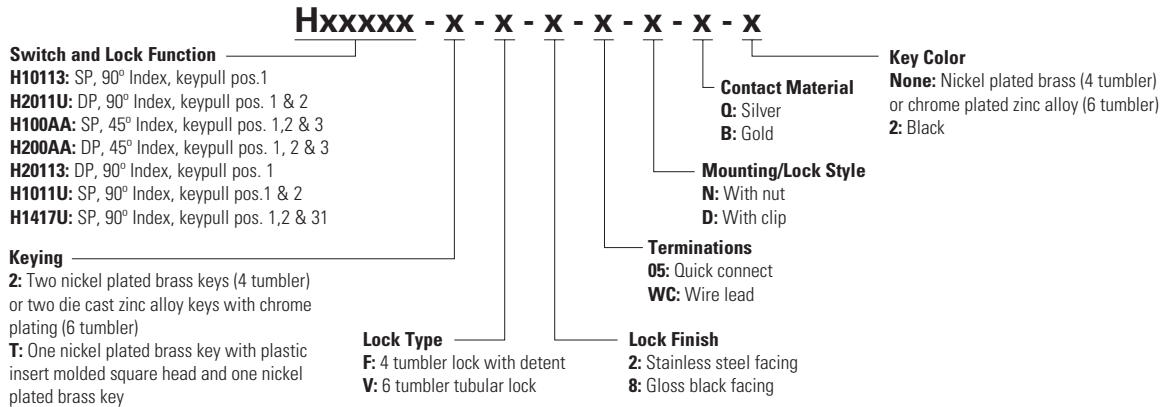 Hxxxxx - x - x - x - x - x - x - x
Switch and Lock Function
H10113: SP, 90º Index, keypull pos.1
H2011U: DP, 90º Index, keypull pos. 1 & 2
H100AA: SP, 45º Index, keypull pos. 1,2 & 3
H200AA: DP, 45º Index, keypull pos. 1, 2 & 3
H20113: DP, 90º Index, keypull pos. 1
H1011U: SP, 90º Index, keypull pos.1 & 2
H1417U: SP, 90º Index, keypull pos. 1,2 & 31
Keying
2: Two nickel plated brass keys (4 tumbler)
or two die cast zinc alloy keys with chrome
plating (6 tumbler)
T: One nickel plated brass key with plastic
insert molded square head and one nickel
plated brass key
Lock Type
F: 4 tumbler lock with detent
V: 6 tumbler tubular lock
Lock Finish
2: Stainless steel facing
8: Gloss black facing
Terminations
05: Quick connect
WC: Wire lead
Mounting/Lock Style
N: With nut
D: With clip
Contact Material
Q: Silver
B: Gold
Key Color
None: Nickel plated brass (4 tumbler)
or chrome plated zinc alloy (6 tumbler)
2: Black